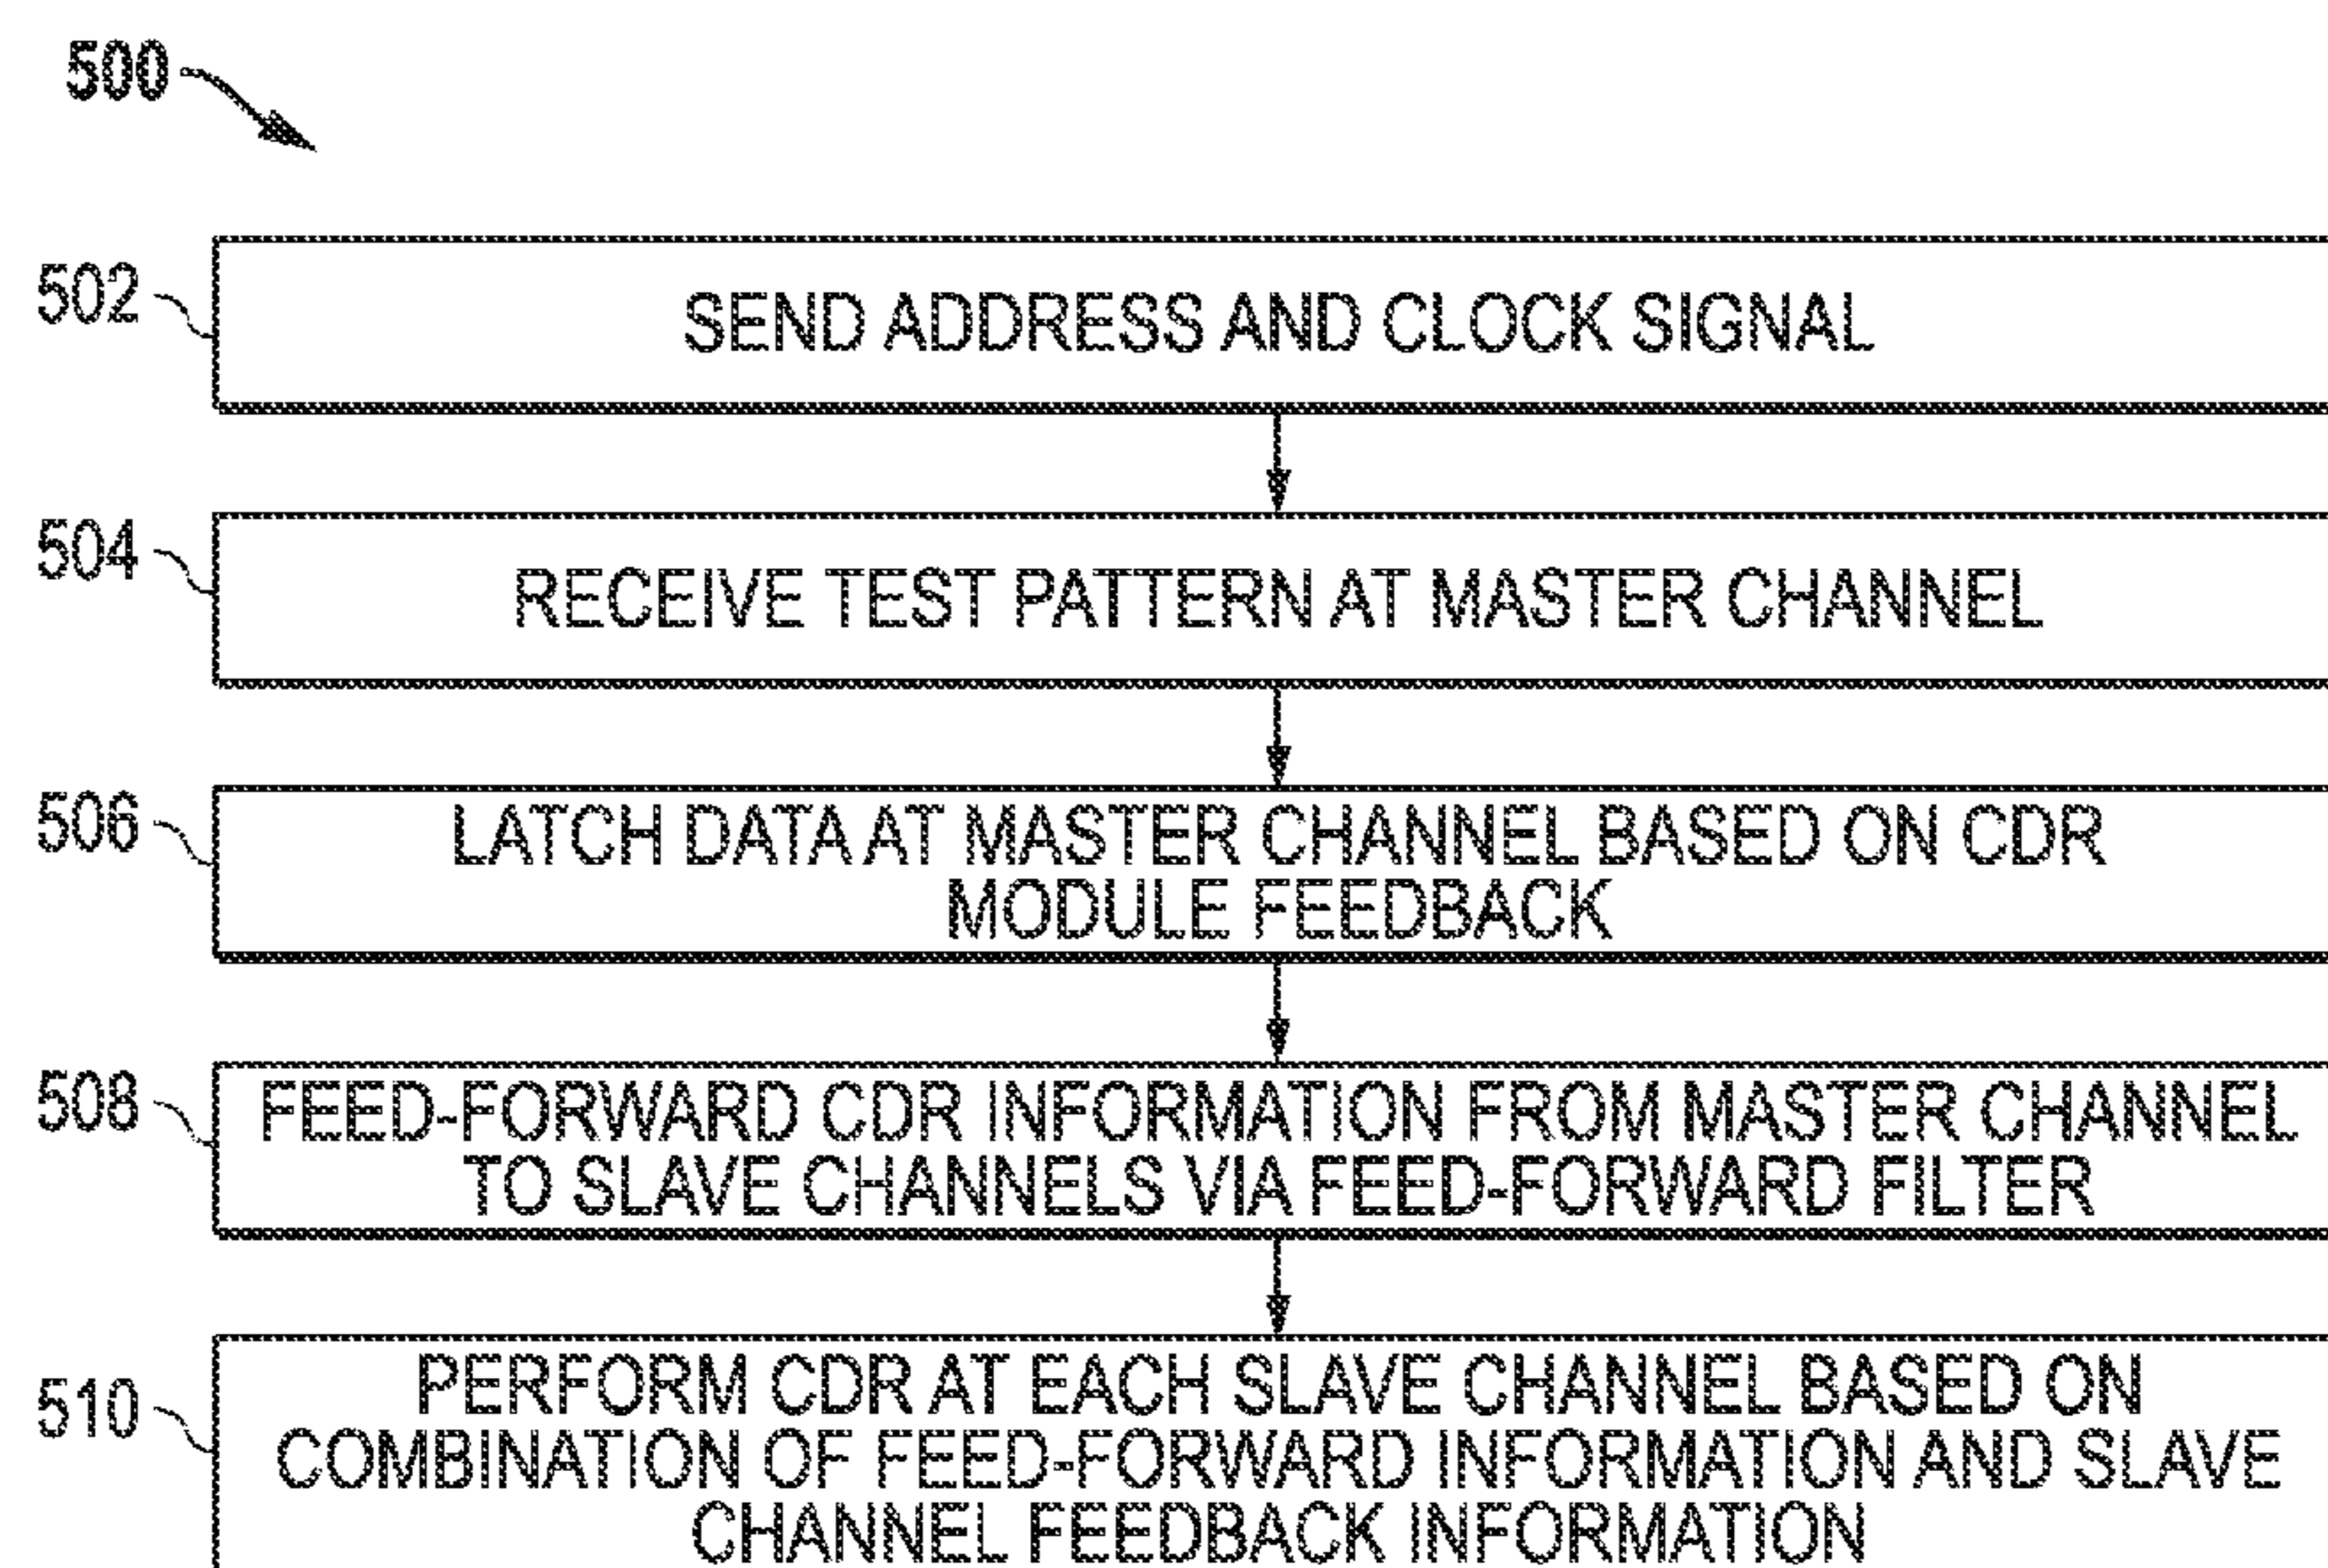 500
502
SEND ADDRESS AND CLOCK SIGNAL
504
RECEIVE TEST PATTERN AT MASTER CHANNEL
506
LATCH DATA AT MASTER CHANNEL BASED ON CDR
MODULE FEEDBACK
508
FEED-FORWARD CDR INFORMATION FROM MASTER CHANNEL
TO SLAVE CHANNELS VIA FEED-FORWARD FILTER
510
PERFORM CDR AT EACH SLAVE CHANNEL BASED ON
COMBINATION OF FEED-FORWARD INFORMATION AND SLAVE
CHANNEL FEEDBACK INFORMATION